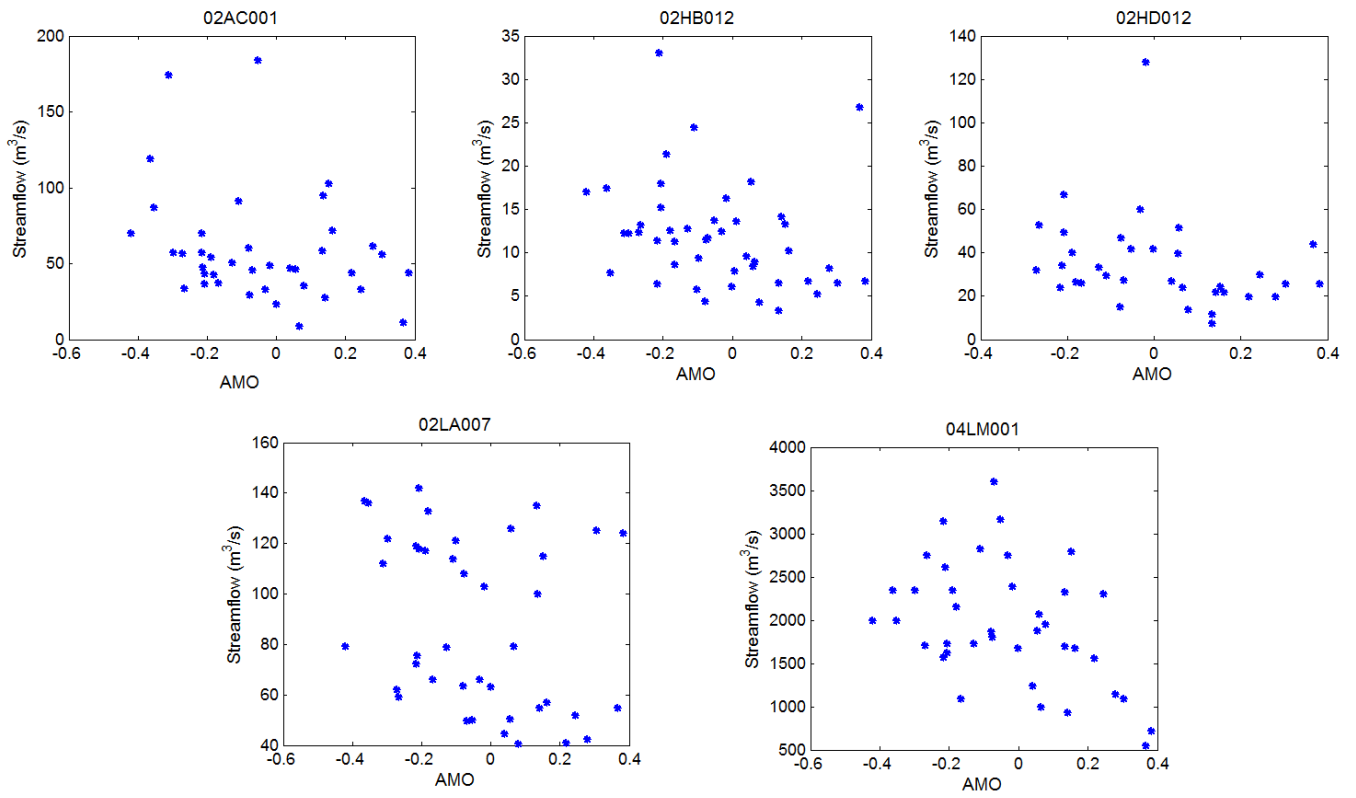 02AC001
200
150
100
50
0
Streamflow (m³/s)
-0.6 -0.4 -0.2 0 0.2 0.4
AMO
02HB012
35
30
25
20
15
10
5
0
Streamflow (m³/s)
-0.6 -0.4 -0.2 0 0.2 0.4
AMO
02HD012
140
120
100
80
60
40
20
0
Streamflow (m³/s)
-0.4 -0.2 0 0.2 0.4
AMO
02LA007
160
140
120
100
80
60
40
Streamflow (m³/s)
-0.6 -0.4 -0.2 0 0.2 0.4
AMO
04LM001
4000
3500
3000
2500
2000
1500
1000
500
Streamflow (m³/s)
-0.6 -0.4 -0.2 0 0.2 0.4
AMO